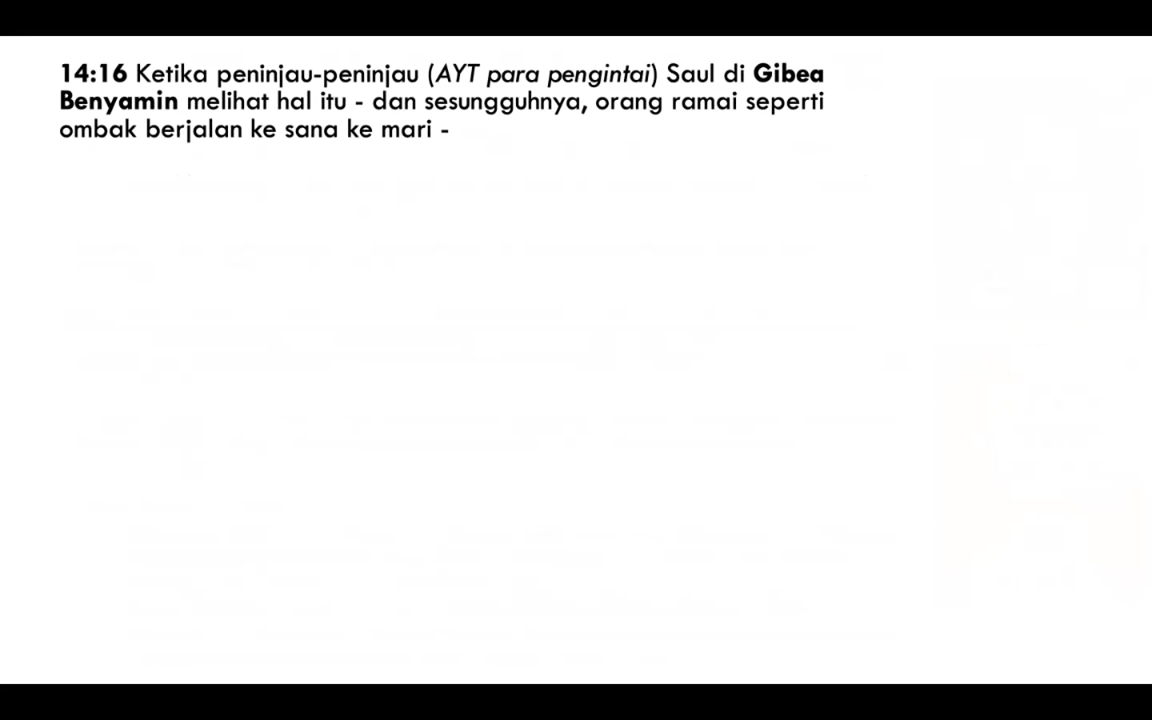 14:16 Ketika peninjau-peninjau (AYT para pengintai) Saul di Gibea
Benyamin melihat hal itu - dan sesungguhnya, orang ramai seperti
ombak berjalan ke sana ke mari -